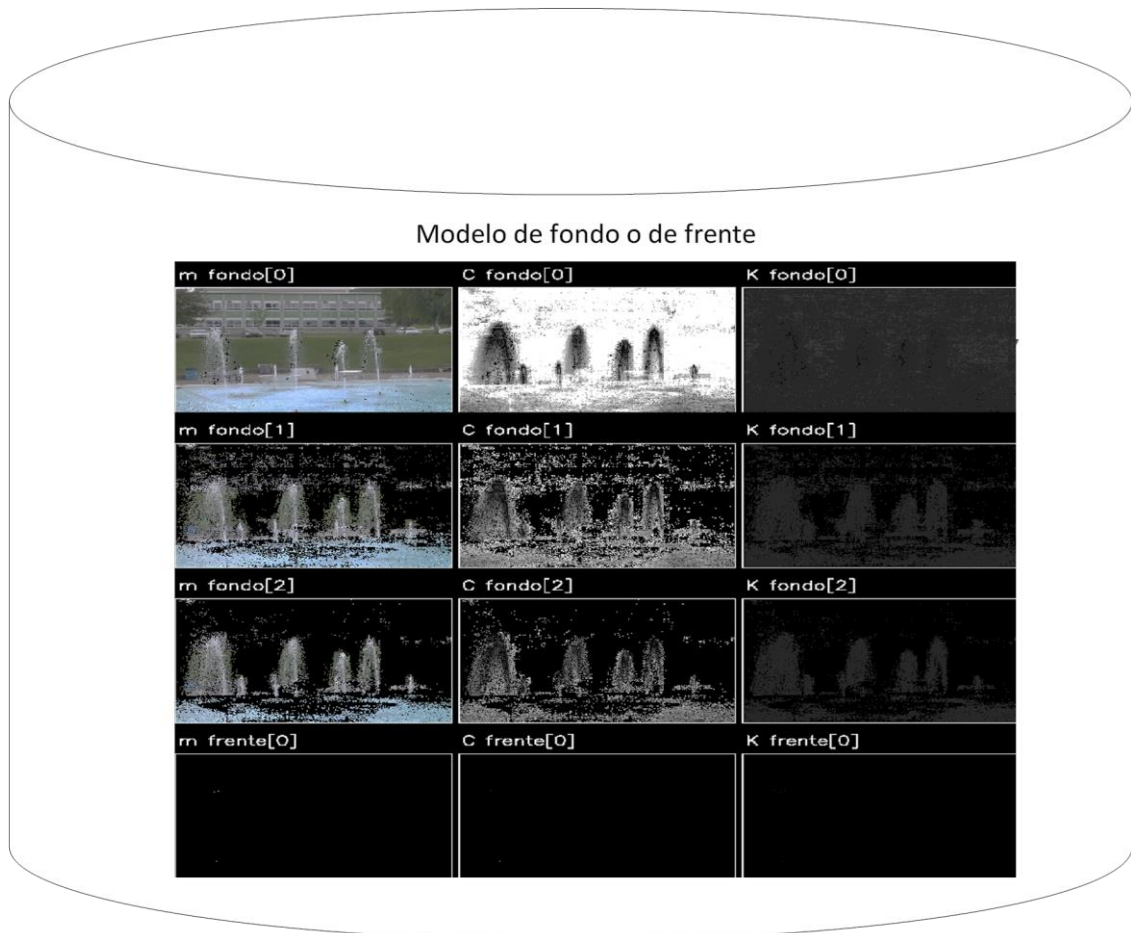 Modelo de fondo o de frente
m fondo[0] C fondo[0] K fondo[0]
m fondo[1] C fondo[1] K fondo[1]
m fondo[2] C fondo[2] K fondo[2]
m frente[0] C frente[0] K frente[0]